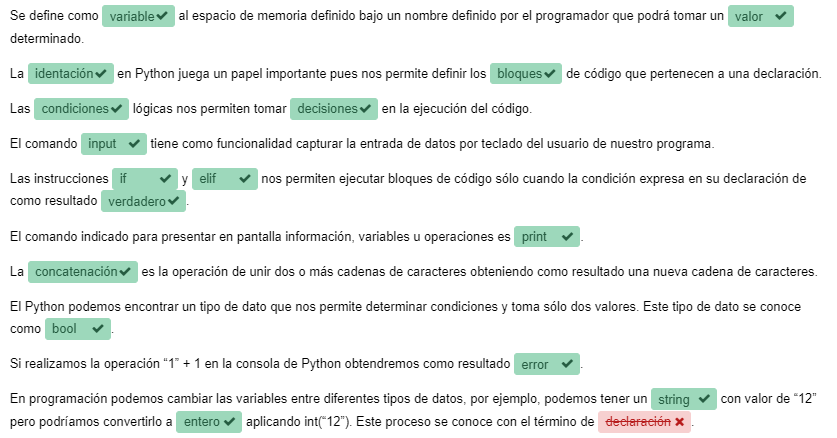 Se define como variable✔ al espacio de memoria definido bajo un nombre definido por el programador que podrá tomar un valor ✔
determinado.
La identación✔ en Python juega un papel importante pues nos permite definir los bloques✔ de código que pertenecen a una declaración.
Las condiciones✔ lógicas nos permiten tomar decisiones✔ en la ejecución del código.
El comando input ✔ tiene como funcionalidad capturar la entrada de datos por teclado del usuario de nuestro programa.
Las instrucciones if ✔ y elif ✔ nos permiten ejecutar bloques de código sólo cuando la condición expresa en su declaración de
como resultado verdadero✔.
El comando indicado para presentar en pantalla información, variables u operaciones es print ✔.
La concatenación✔ es la operación de unir dos o más cadenas de caracteres obteniendo como resultado una nueva cadena de caracteres.
El Python podemos encontrar un tipo de dato que nos permite determinar condiciones y toma sólo dos valores. Este tipo de dato se conoce
como bool ✔.
Si realizamos la operación “1” + 1 en la consola de Python obtendremos como resultado error ✔.
En programación podemos cambiar las variables entre diferentes tipos de datos, por ejemplo, podemos tener un string ✔ con valor de “12”
pero podríamos convertirlo a entero ✔ aplicando int(“12”). Este proceso se conoce con el término de declaración ✖.